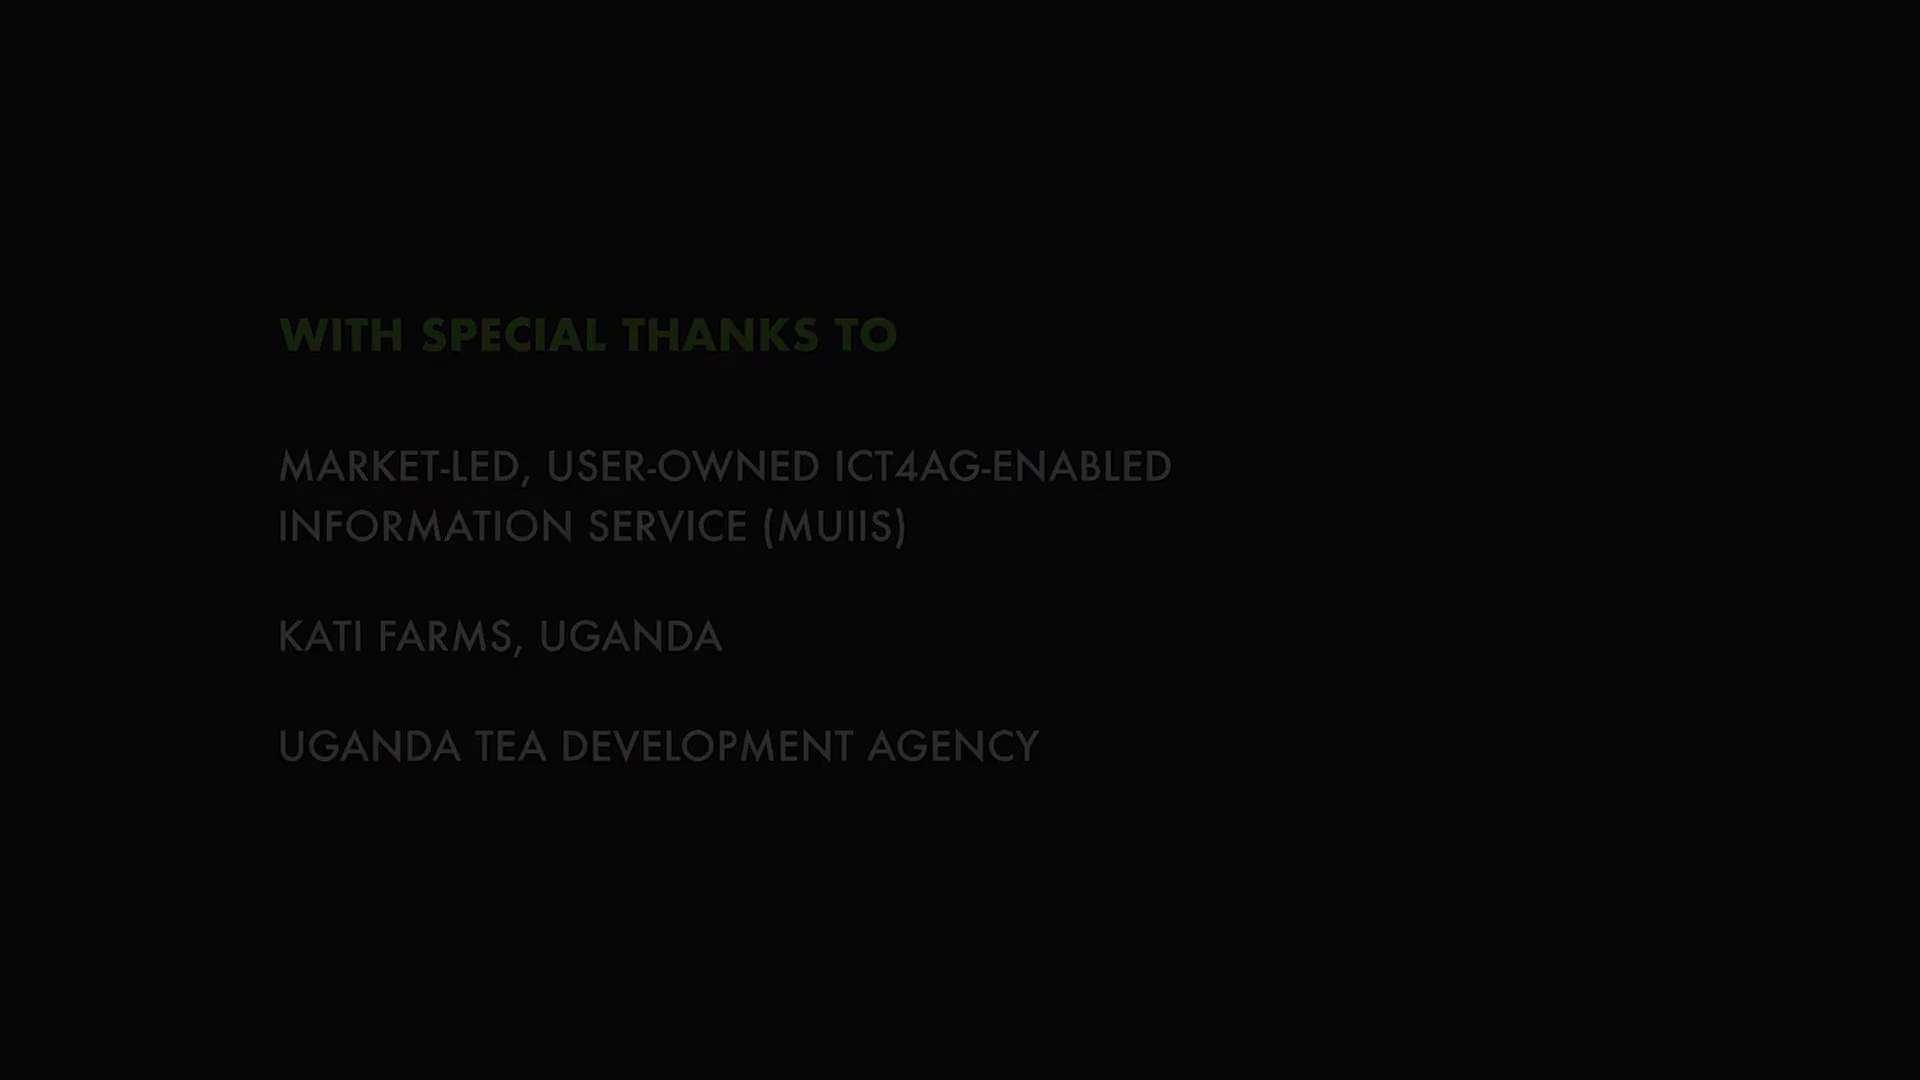 WITH SPECIAL THANKS TO
MARKET-LED, USER-OWNED ICT4AG-ENABLED
INFORMATION SERVICE (MUIIS)
KATI FARMS, UGANDA
UGANDA TEA DEVELOPMENT AGENCY